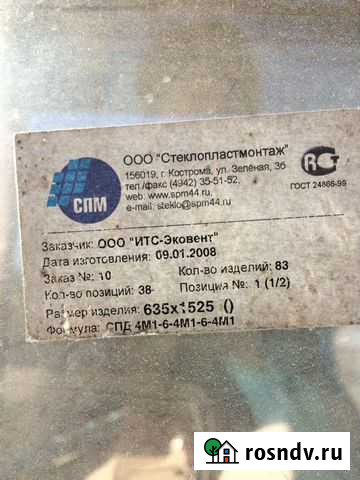 ООО "Стеклопластмонтаж"
156019, г. Кострома, ул. Зелёная, 3б
тел./факс (4942) 35-51-52,
web. www.spm44.ru,
e-mail: steklo@spm44.ru
СПМ
РС
ГОСТ 24866-99
Заказчик: ООО "ИТС-Эковент"
Дата изготовления: 09.01.2008
Заказ № 10
Кол-во изделий: 83
Кол-во позиций: 38-
Позиция № 1 (1/2)
Размер изделия: 635х1525 ()
Формула: СПД 4М1-6-4М1-6-4М1
rosndv.ru